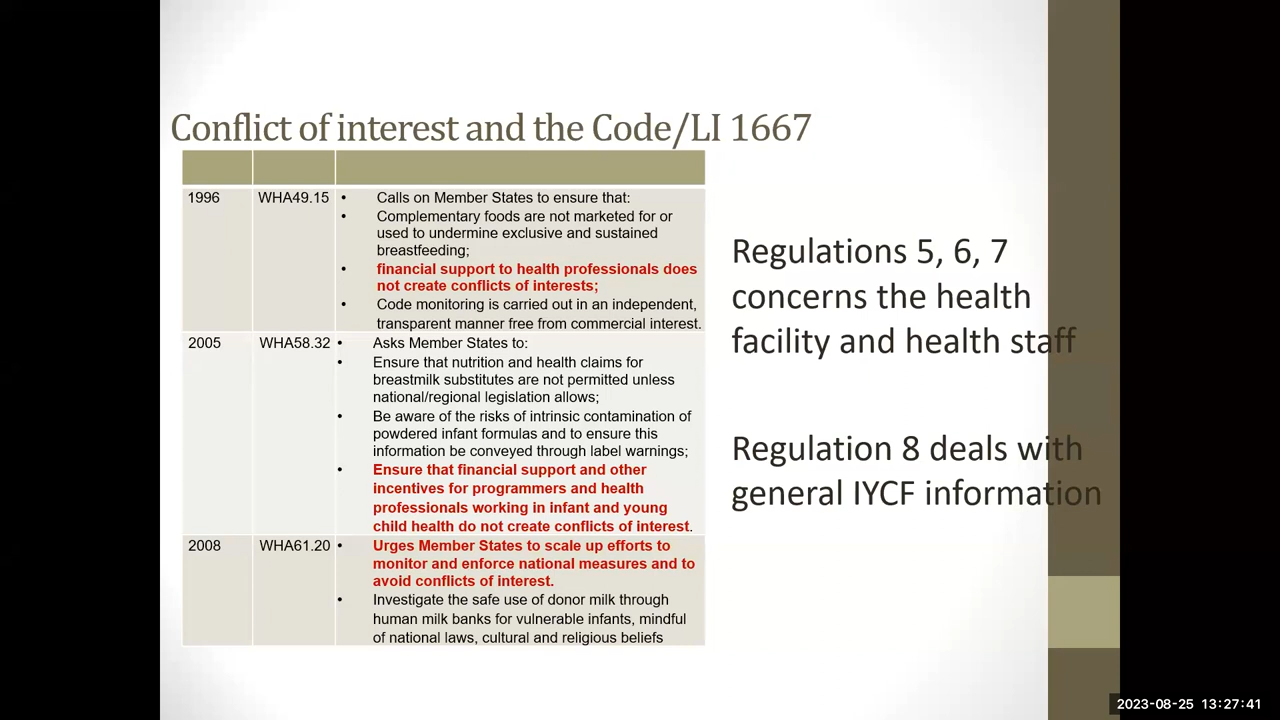 Conflict of interest and the Code/LI 1667
1996 WHA49.15 • Calls on Member States to ensure that:
• Complementary foods are not marketed for or
used to undermine exclusive and sustained
breastfeeding;
• financial support to health professionals does
not create conflicts of interests;
• Code monitoring is carried out in an independent,
transparent manner free from commercial interest.
2005 WHA58.32 • Asks Member States to:
• Ensure that nutrition and health claims for
breastmilk substitutes are not permitted unless
national/regional legislation allows;
• Be aware of the risks of intrinsic contamination of
powdered infant formulas and to ensure this
information be conveyed through label warnings;
• Ensure that financial support and other
incentives for programmers and health
professionals working in infant and young
child health do not create conflicts of interest.
2008 WHA61.20 • Urges Member States to scale up efforts to
monitor and enforce national measures and to
avoid conflicts of interest.
• Investigate the safe use of donor milk through
human milk banks for vulnerable infants, mindful
of national laws, cultural and religious beliefs
Regulations 5, 6, 7
concerns the health
facility and health staff
Regulation 8 deals with
general IYCF information
2023-08-25 13:27:41